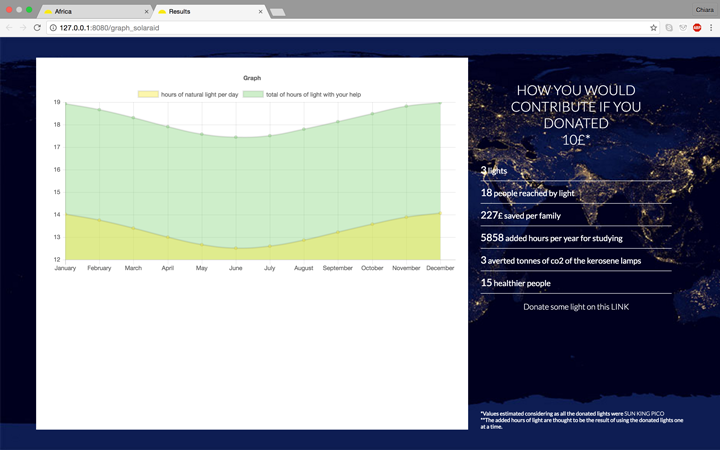 Africa
Results
Chiara
127.0.0.1:8080/graph_solaraid
Graph
hours of natural light per day
total of hours of light with your help
19
18
17
16
15
14
13
12
January February March April May June July August September October November December
HOW YOU WOULD
CONTRIBUTE IF YOU
DONATED
10£*
3 lights
18 people reached by light
227£ saved per family
5858 added hours per year for studying
3 averted tonnes of co2 of the kerosene lamps
15 healthier people
Donate some light on this LINK
*Values estimated considering as all the donated lights were SUN KING PICO
**The added hours of light are thought to be the result of using the donated lights one
at a time.